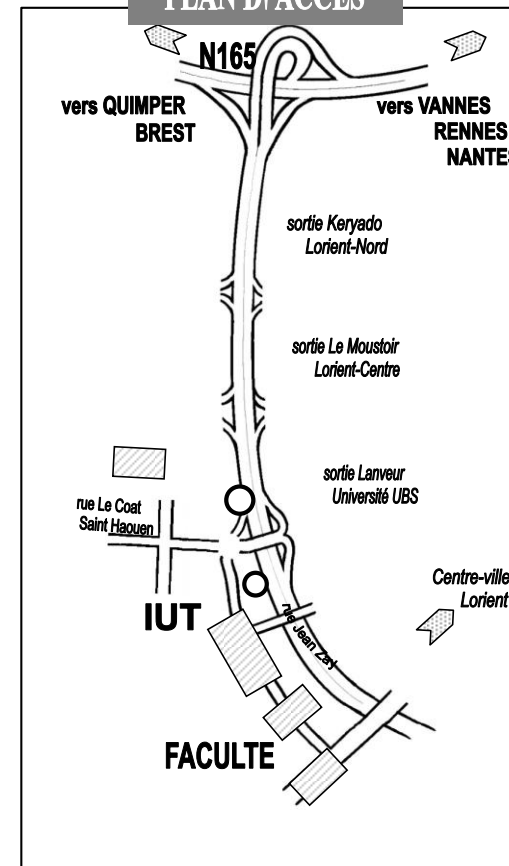 PLAN D'ACCES
N165
vers QUIMPER
BREST
vers VANNES
RENNES
sortie Keryado
Lorient-Nord
sortie Le Moustoir
Lorient-Centre
sortie Lanveur
Université UBS
rue Le Coat
Saint Haouen
Centre-ville
Lorient
IUT
rue Jean Zay
FACULTE